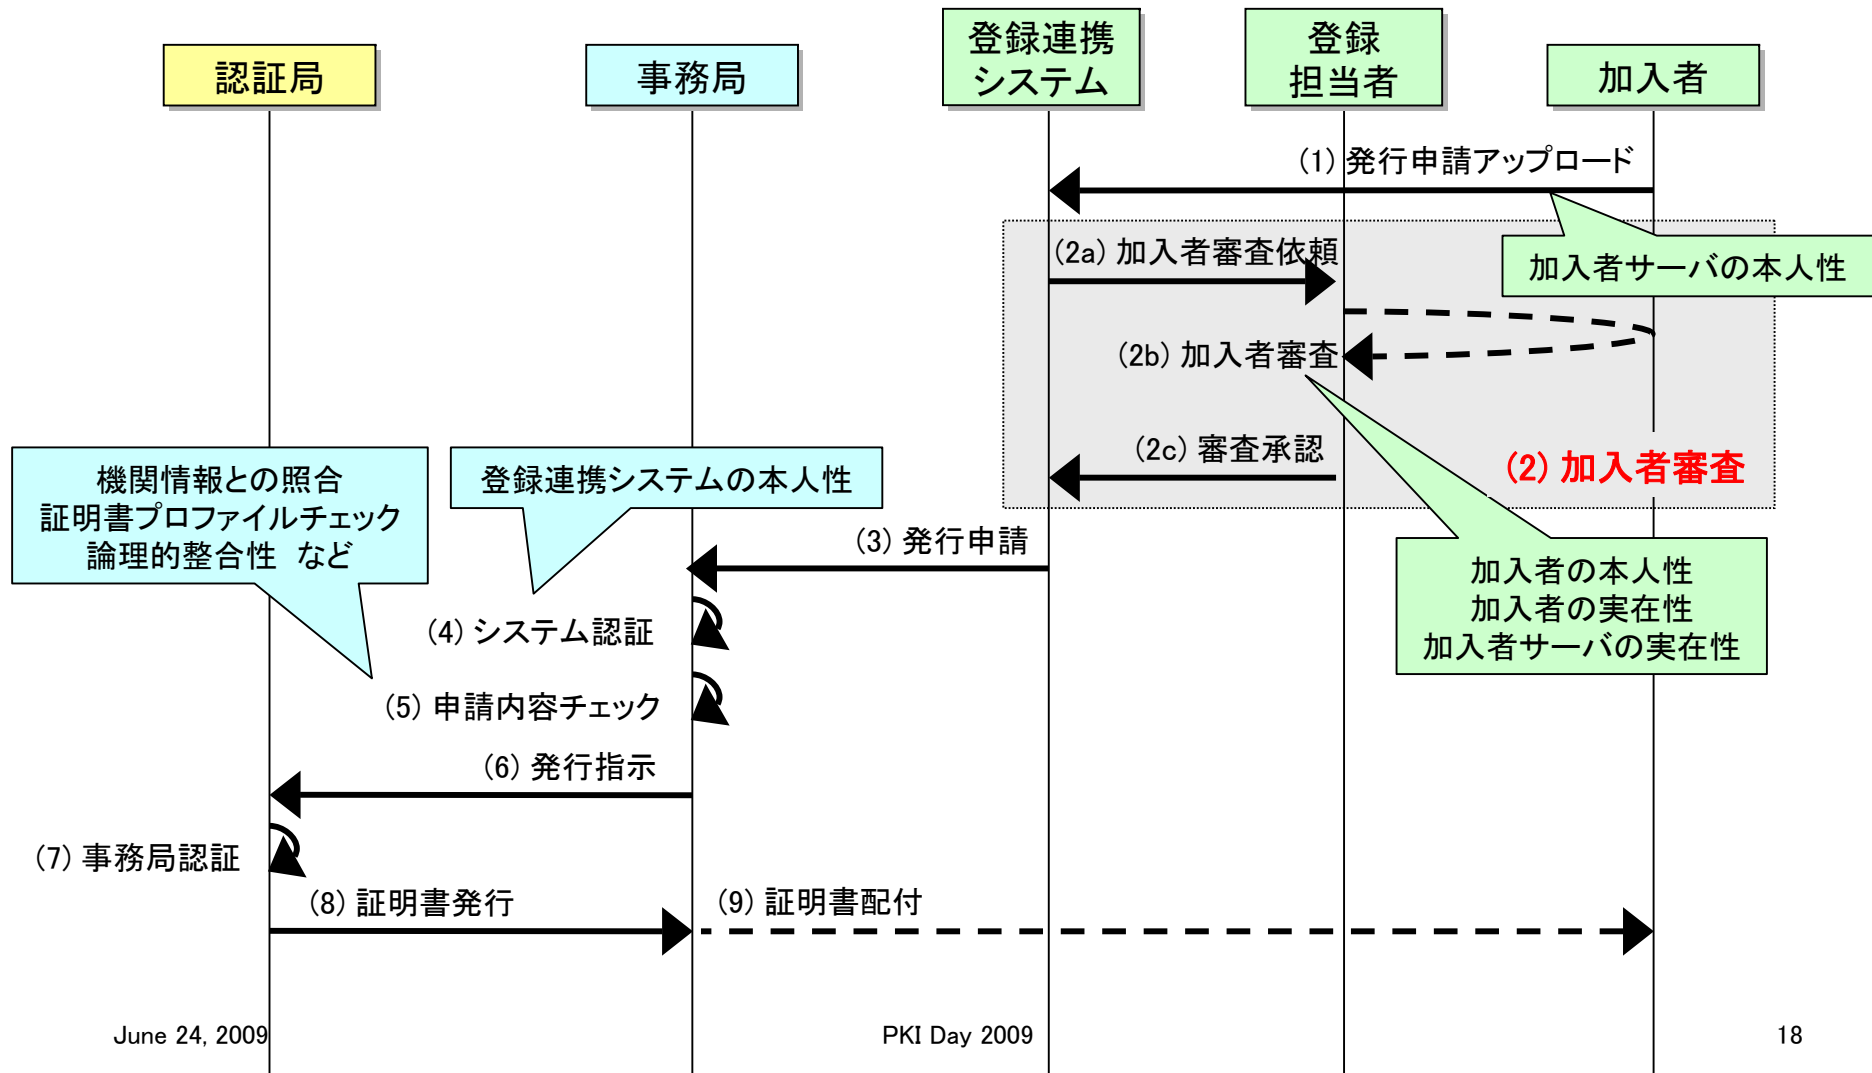 認証局
事務局
登録連携
システム
登録
担当者
加入者
(1) 発行申請アップロード
加入者サーバの本人性
(2a) 加入者審査依頼
(2b) 加入者審査
(2c) 審査承認
(2) 加入者審査
機関情報との照合
証明書プロファイルチェック
論理的整合性　など
登録連携システムの本人性
(3) 発行申請
加入者の本人性
加入者の実在性
加入者サーバの実在性
(4) システム認証
(5) 申請内容チェック
(6) 発行指示
(7) 事務局認証
(8) 証明書発行
(9) 証明書配付
June 24, 2009
PKI Day 2009
18